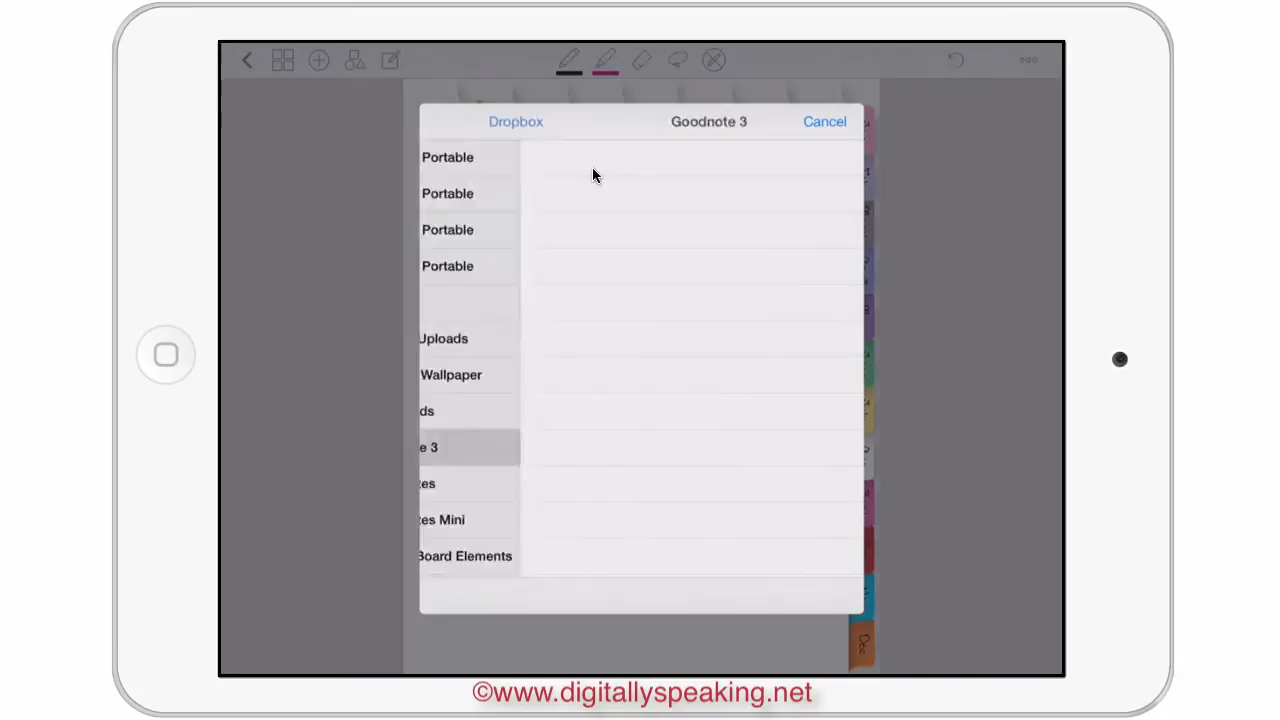 Dropbox Goodnote 3 Cancel
Portable
Portable
Portable
Portable
Uploads
Wallpaper
ds
e 3
tes
tes Mini
Board Elements
Dec
©www.digitallyspeaking.net